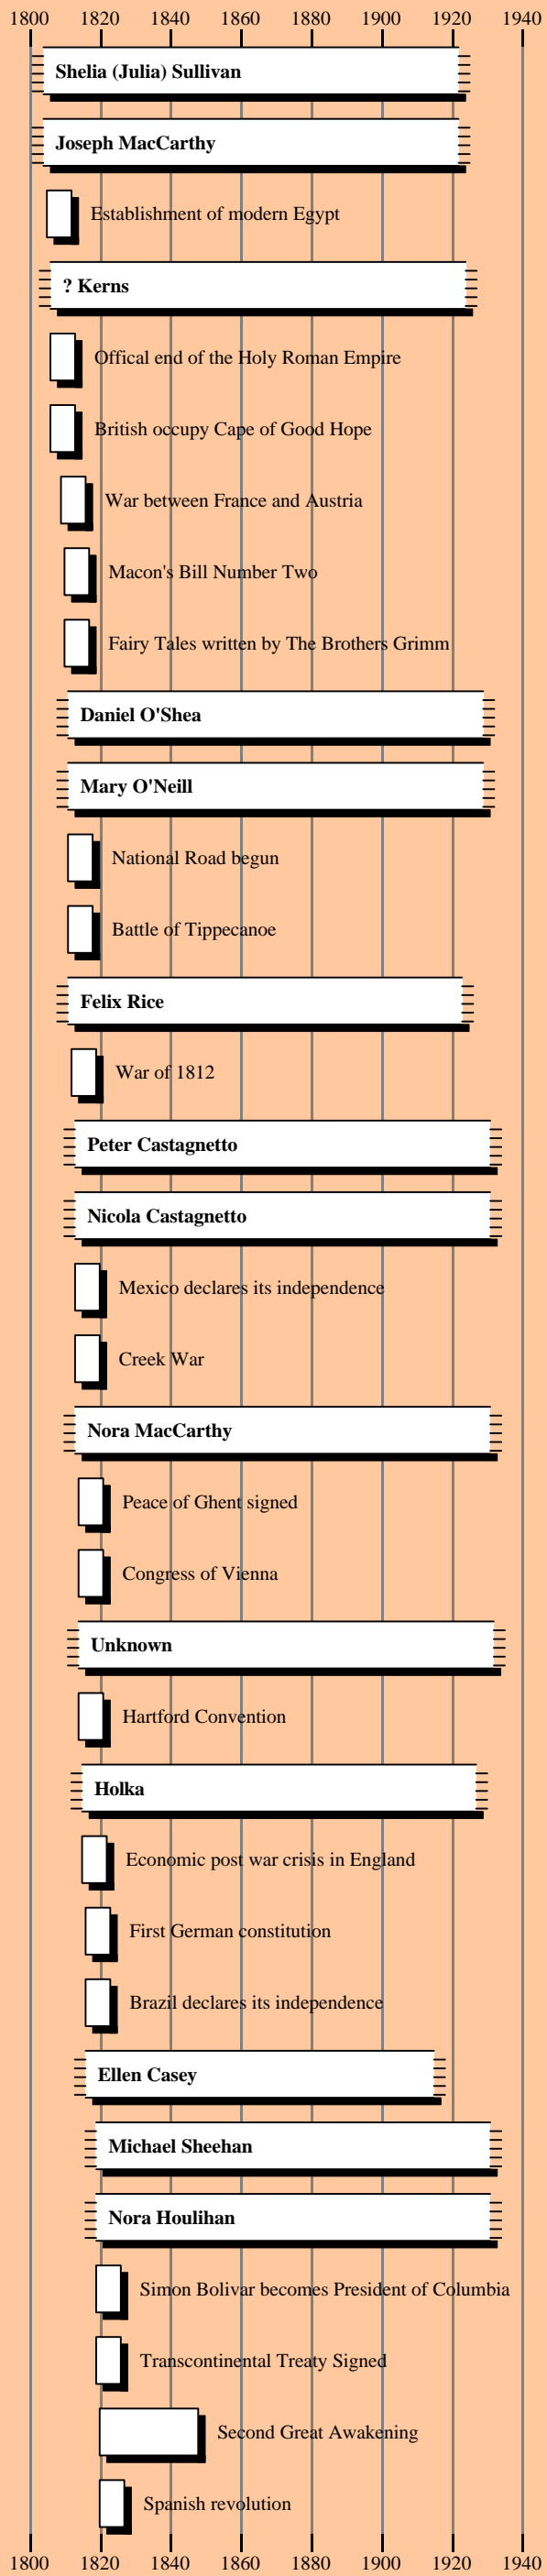 1800 1820 1840 1860 1880 1900 1920 1940
Shelia (Julia) Sullivan
Joseph MacCarthy
Establishment of modern Egypt
? Kerns
Offical end of the Holy Roman Empire
British occupy Cape of Good Hope
War between France and Austria
Macon's Bill Number Two
Fairy Tales written by The Brothers Grimm
Daniel O'Shea
Mary O'Neill
National Road begun
Battle of Tippecanoe
Felix Rice
War of 1812
Peter Castagnetto
Nicola Castagnetto
Mexico declares its independence
Creek War
Nora MacCarthy
Peace of Ghent signed
Congress of Vienna
Unknown
Hartford Convention
Holka
Economic post war crisis in England
First German constitution
Brazil declares its independence
Ellen Casey
Michael Sheehan
Nora Houlihan
Simon Bolivar becomes President of Columbia
Transcontinental Treaty Signed
Second Great Awakening
Spanish revolution
1800 1820 1840 1860 1880 1900 1920 1940